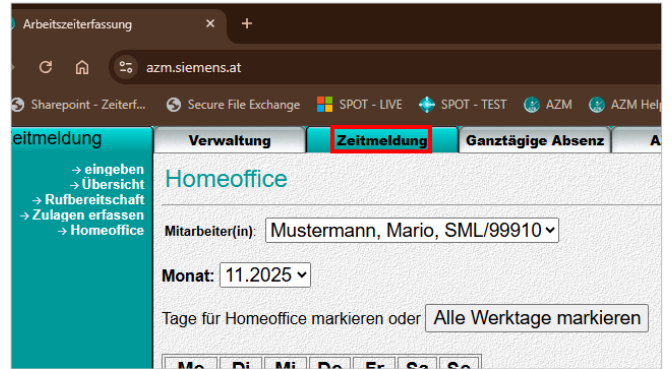 Arbeitszeiterfassung
azm.siemens.at
Sharepoint - Zeiterf... Secure File Exchange SPOT - LIVE SPOT - TEST AZM AZM Help
eitmeldung Verwaltung Zeitmeldung Ganztägige Absenz A
→ eingeben
→ Übersicht
→ Rufbereitschaft
→ Zulagen erfassen
→ Homeoffice
Homeoffice
Mitarbeiter(in): Mustermann, Mario, SML/99910
Monat: 11.2025
Tage für Homeoffice markieren oder Alle Werktage markieren
Mo Di Mi Do Fr Sa So